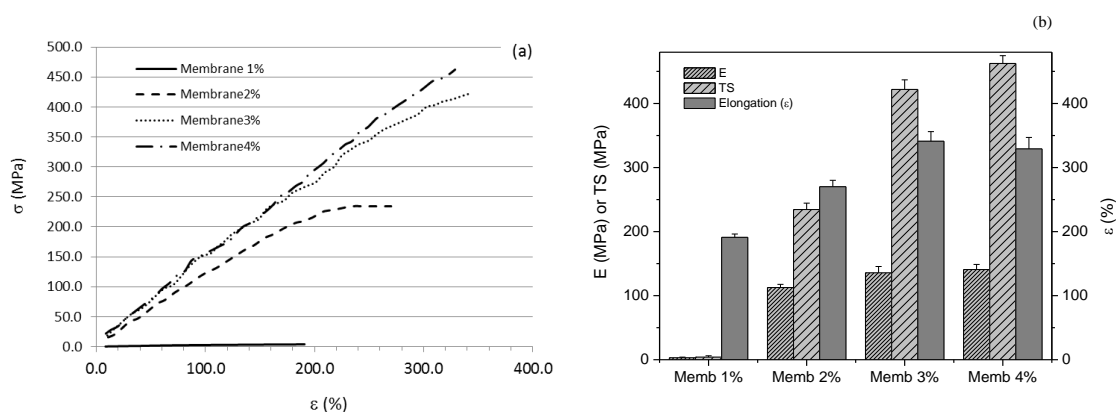 (a)
500.0
450.0
400.0
350.0
300.0
250.0
200.0
150.0
100.0
50.0
0.0
σ (MPa)
Membrane 1%
Membrane2%
Membrane3%
Membrane4%
0.0 100.0 200.0 300.0 400.0
ε (%)
(b)
E
TS
Elongation (ε)
E (MPa) or TS (MPa)
400
300
200
100
0
400
300
200
100
0
ε (%)
Memb 1% Memb 2% Memb 3% Memb 4%